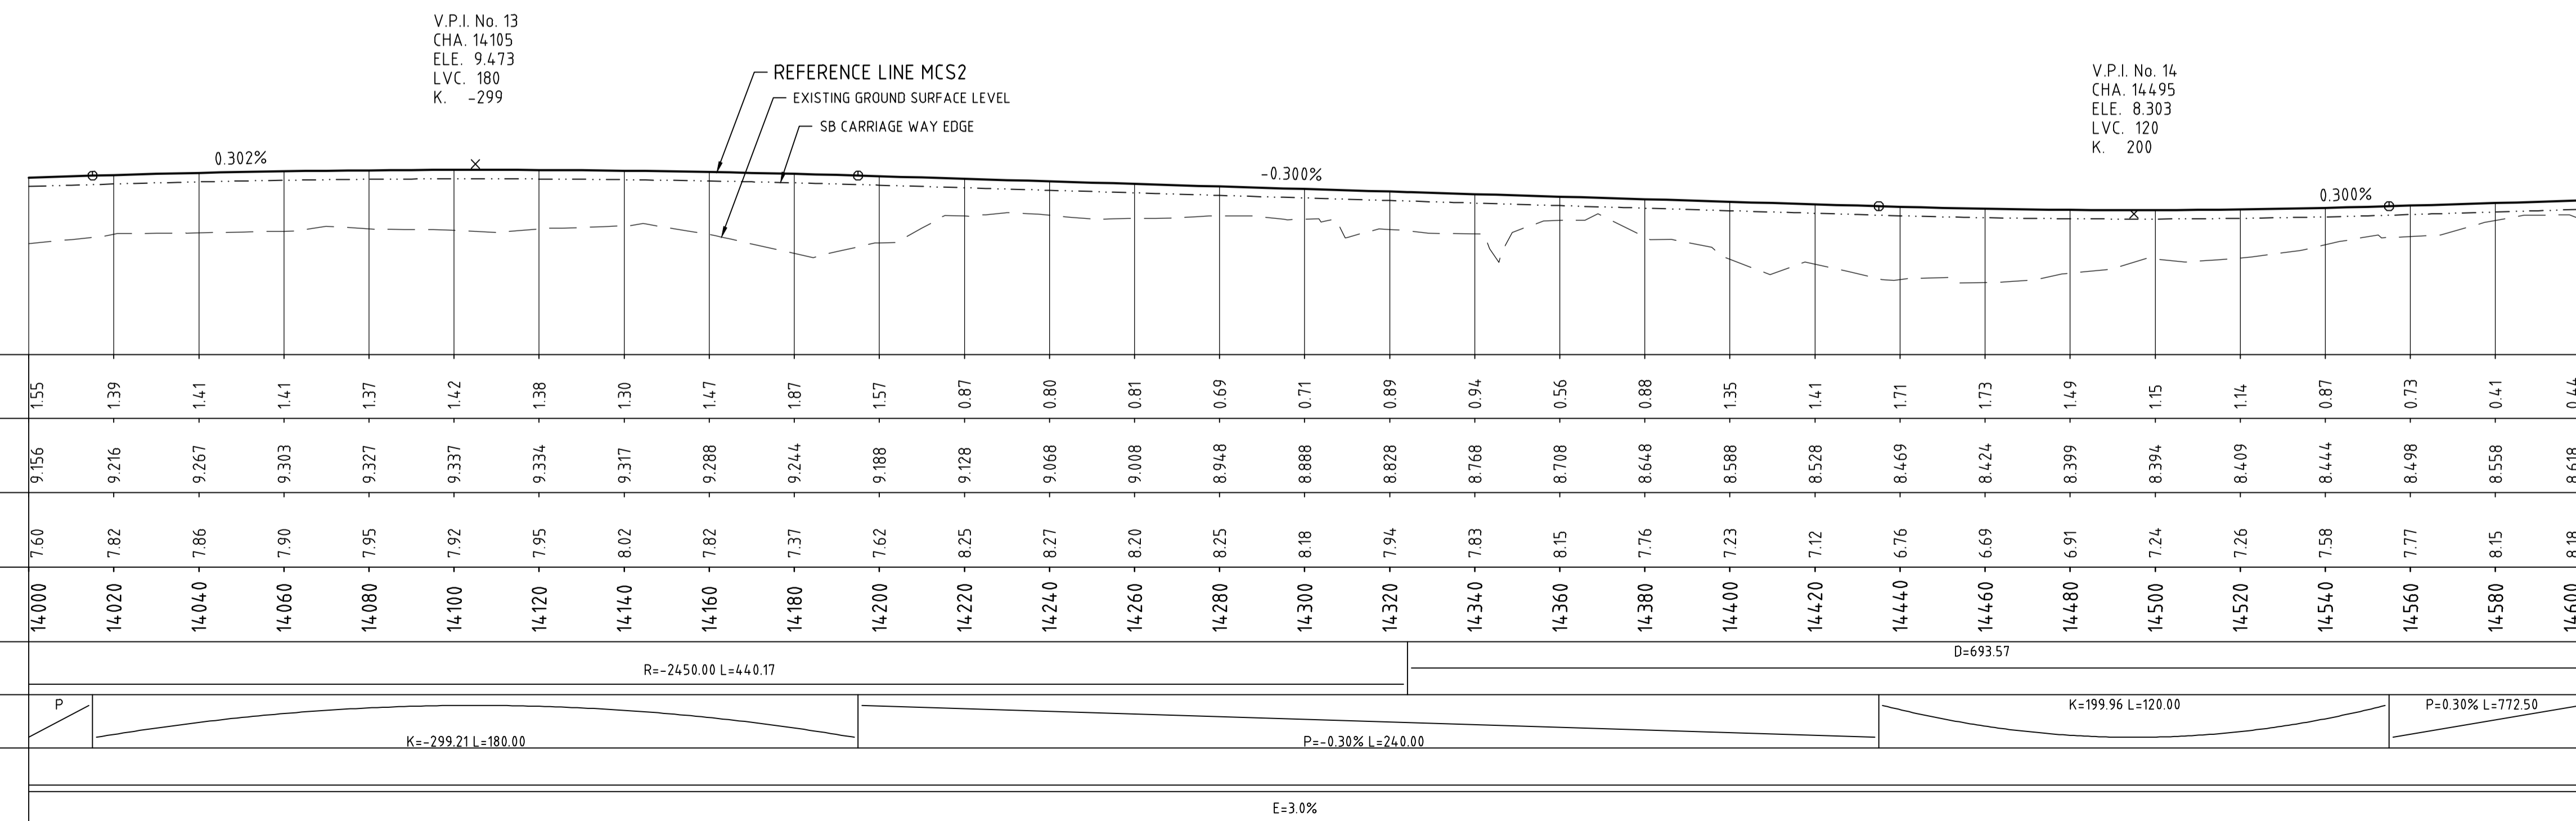 V.P.I. No. 13
CHA. 14105
ELE. 9.473
LVC. 180
K. -299
REFERENCE LINE MCS2
EXISTING GROUND SURFACE LEVEL
SB CARRIAGE WAY EDGE
V.P.I. No. 14
CHA. 14495
ELE. 8.303
LVC. 120
K. 200
0.302%
-0.300%
0.300%
1.55 1.39 1.41 1.41 1.37 1.42 1.38 1.30 1.47 1.87 1.57 0.87 0.80 0.81 0.69 0.71 0.89 0.94 0.56 0.88 1.35 1.41 1.71 1.73 1.49 1.15 1.14 0.87 0.73 0.41 0.44
9.156 9.216 9.267 9.303 9.327 9.337 9.334 9.317 9.288 9.244 9.188 9.128 9.068 9.008 8.948 8.888 8.828 8.768 8.708 8.648 8.588 8.528 8.469 8.424 8.399 8.394 8.409 8.444 8.498 8.558 8.618
7.60 7.82 7.86 7.90 7.95 7.92 7.95 8.02 7.82 7.37 7.62 8.25 8.27 8.20 8.25 8.18 7.94 7.83 8.15 7.76 7.23 7.12 6.76 6.69 6.91 7.24 7.26 7.58 7.77 8.15 8.18
14000 14020 14040 14060 14080 14100 14120 14140 14160 14180 14200 14220 14240 14260 14280 14300 14320 14340 14360 14380 14400 14420 14440 14460 14480 14500 14520 14540 14560 14580 14600
R=-2450.00 L=440.17
D=693.57
P
K=-299.21 L=180.00
P=-0.30% L=240.00
K=199.96 L=120.00
P=0.30% L=772.50
E=3.0%